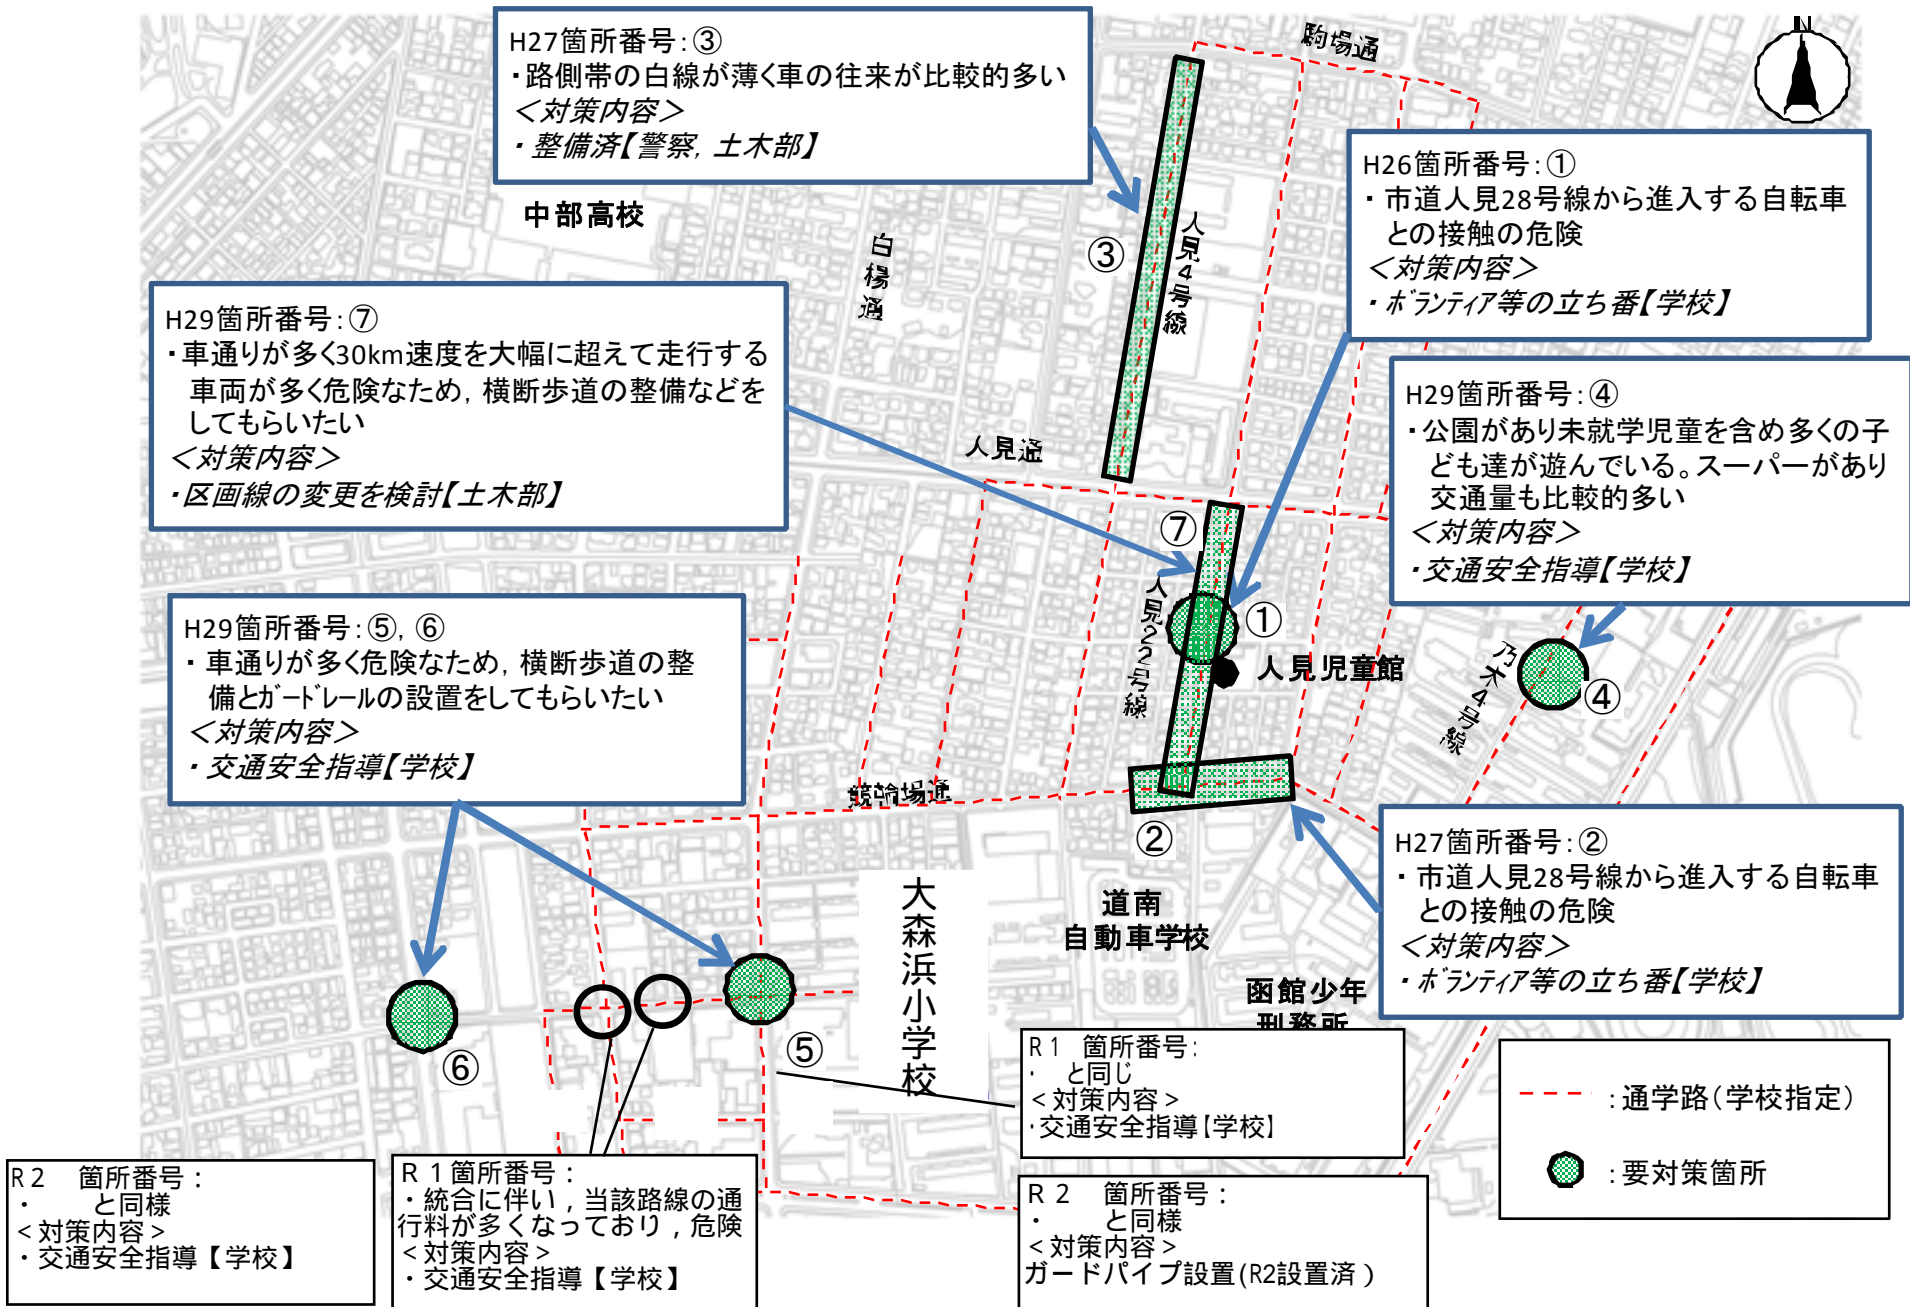 H27箇所番号：③
・路側帯の白線が薄く車の往来が比較的多い
＜対策内容＞
・整備済【警察，土木部】
駒場通
N
H26箇所番号：①
・市道人見28号線から進入する自転車
との接触の危険
＜対策内容＞
・ﾎﾞランティア等の立ち番【学校】
中部高校
白楊通
③
人見4号線
H29箇所番号：⑦
・車通りが多く30km速度を大幅に超えて走行する
車両が多く危険なため，横断歩道の整備などを
してもらいたい
＜対策内容＞
・区画線の変更を検討【土木部】
人見通
H29箇所番号：④
・公園があり未就学児童を含め多くの子
ども達が遊んでいる。スーパーがあり
交通量も比較的多い
＜対策内容＞
・交通安全指導【学校】
⑦
人見22号線
①
人見児童館
乃木4号線
④
H29箇所番号：⑤，⑥
・車通りが多く危険なため，横断歩道の整
備とｶﾞｰﾄﾞﾚｰﾙの設置をしてもらいたい
＜対策内容＞
・交通安全指導【学校】
競輪場通
②
H27箇所番号：②
・市道人見28号線から進入する自転車
との接触の危険
＜対策内容＞
・ﾎﾞランティア等の立ち番【学校】
大森浜小学校
道南
自動車学校
函館少年
刑務所
⑥
⑤
R1 箇所番号：
・ と同じ
＜対策内容＞
・交通安全指導【学校】
：通学路（学校指定）
：要対策箇所
R2 箇所番号：
・ と同様
＜対策内容＞
・交通安全指導【学校】
R1箇所番号：
・統合に伴い，当該路線の通
行料が多くなっており，危険
＜対策内容＞
・交通安全指導【学校】
R2 箇所番号：
・ と同様
＜対策内容＞
ガードパイプ設置(R2設置済）